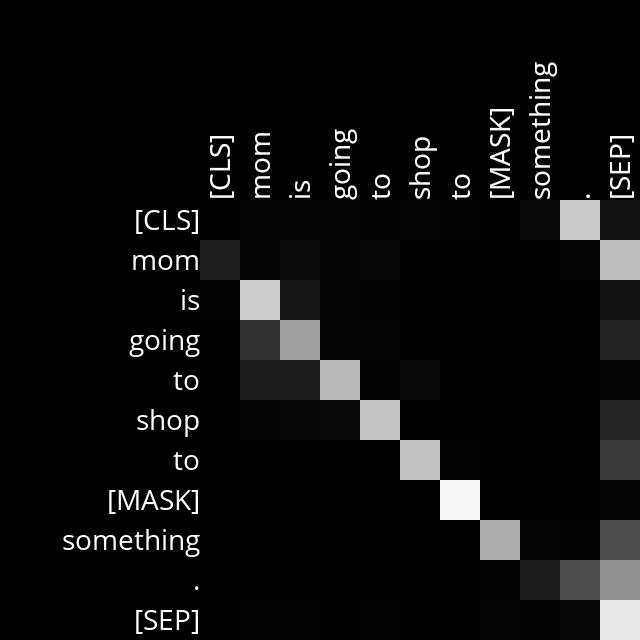 [CLS] mom is going to shop to [MASK] something . [SEP]
[CLS]
mom
is
going
to
shop
to
[MASK]
something
.
[SEP]